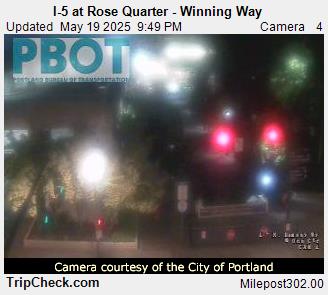 I-5 at Rose Quarter - Winning Way
Updated May 19 2025 9:49 PM Camera 4
PBOT
PORTLAND BUREAU OF TRANSPORTATION
Camera courtesy of the City of Portland
TripCheck.com Milepost302.00